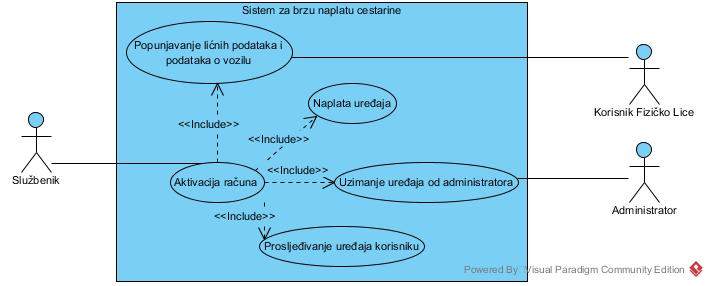 Sistem za brzu naplatu cestarine
Popunjavanje ličnih podataka i
podataka o vozilu
Naplata uređaja
Korisnik Fizičko Lice
<<Include>>
<<Include>>
<<Include>>
Službenik
Aktivacija računa
Uzimanje uređaja od administratora
Administrator
<<Include>>
Prosljeđivanje uređaja korisniku
Powered By Visual Paradigm Community Edition